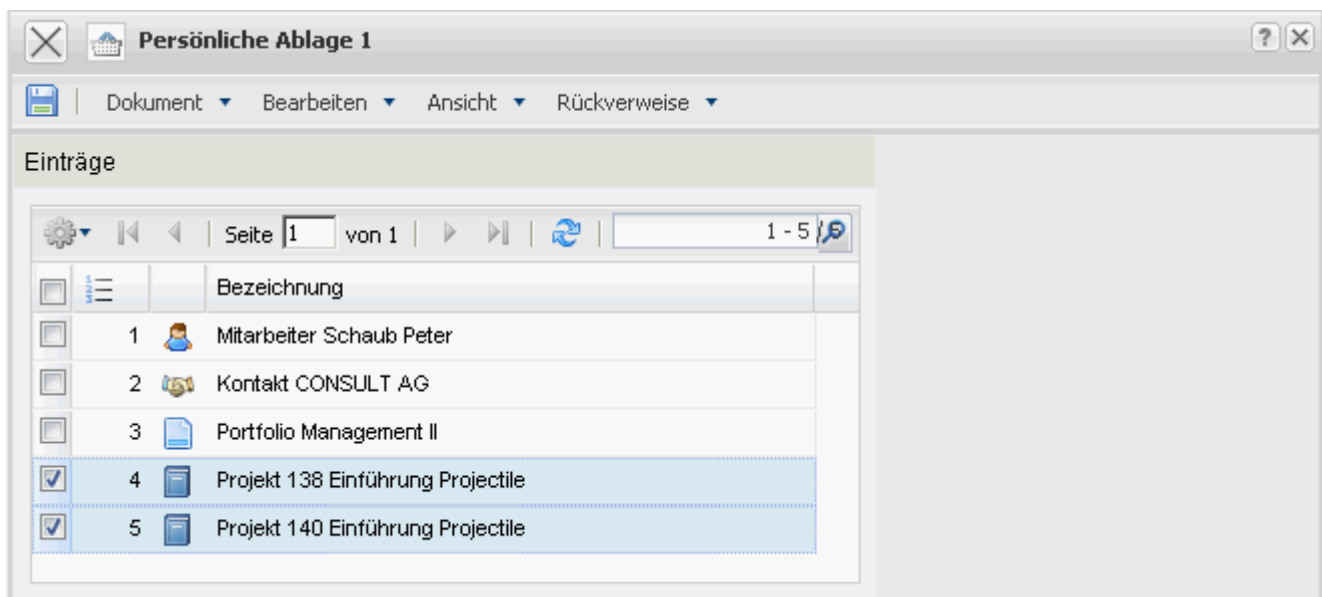 Persönliche Ablage 1
Dokument Bearbeiten Ansicht Rückverweise
Einträge
Seite 1 von 1 1 - 5 /
Bezeichnung
1 Mitarbeiter Schaub Peter
2 Kontakt CONSULT AG
3 Portfolio Management II
4 Projekt 138 Einführung Projectile
5 Projekt 140 Einführung Projectile